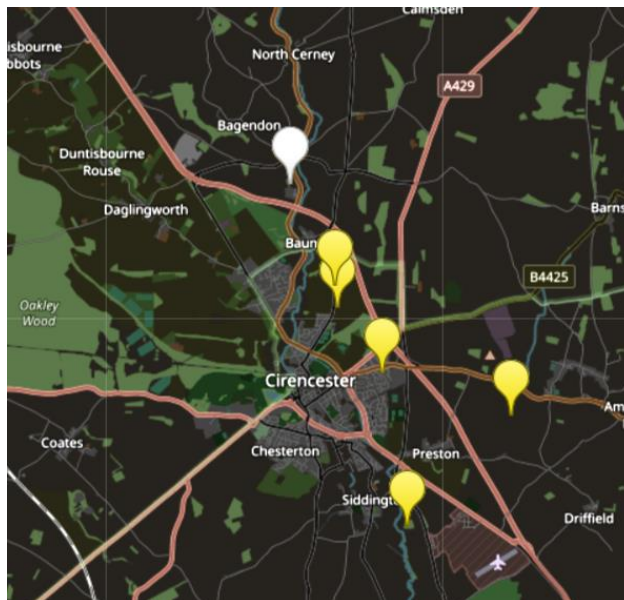 Calmsden
isbourne
bbots
North Cerney
A429
Bagendon
Duntisbourne
Rouse
Daglingworth
Barns
Baun
B4425
Oakley
Wood
Cirencester
Am
Coates
Chesterton
Preston
Siddingt
Driffield